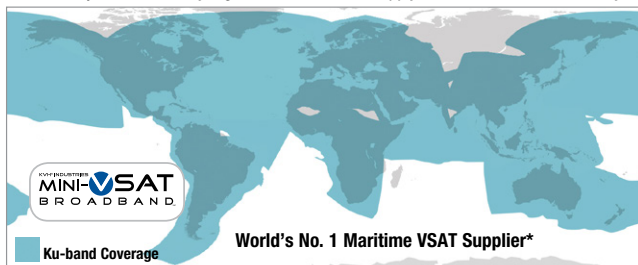 KVH INDUSTRIES
MINI-VSAT
BROADBAND
World's No. 1 Maritime VSAT Supplier*
Ku-band Coverage